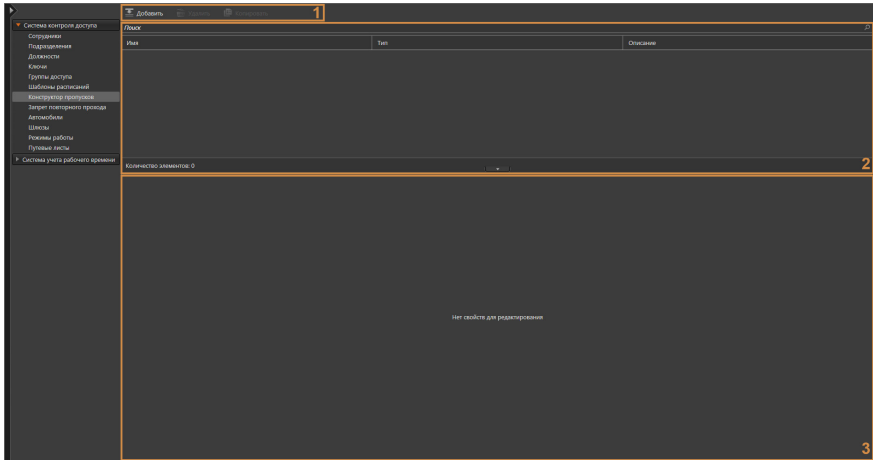 Добавить Удалить Копировать 1
Система контроля доступа
Поиск
Сотрудники
Подразделения
Должности
Ключи
Группы доступа
Шаблоны расписаний
Конструктор пропусков
Запрет повторного прохода
Автомобили
Шлюзы
Режимы работы
Путевые листы
Система учета рабочего времени
Имя Тип Описание
Количество элементов: 0
2
Нет свойств для редактирования
3